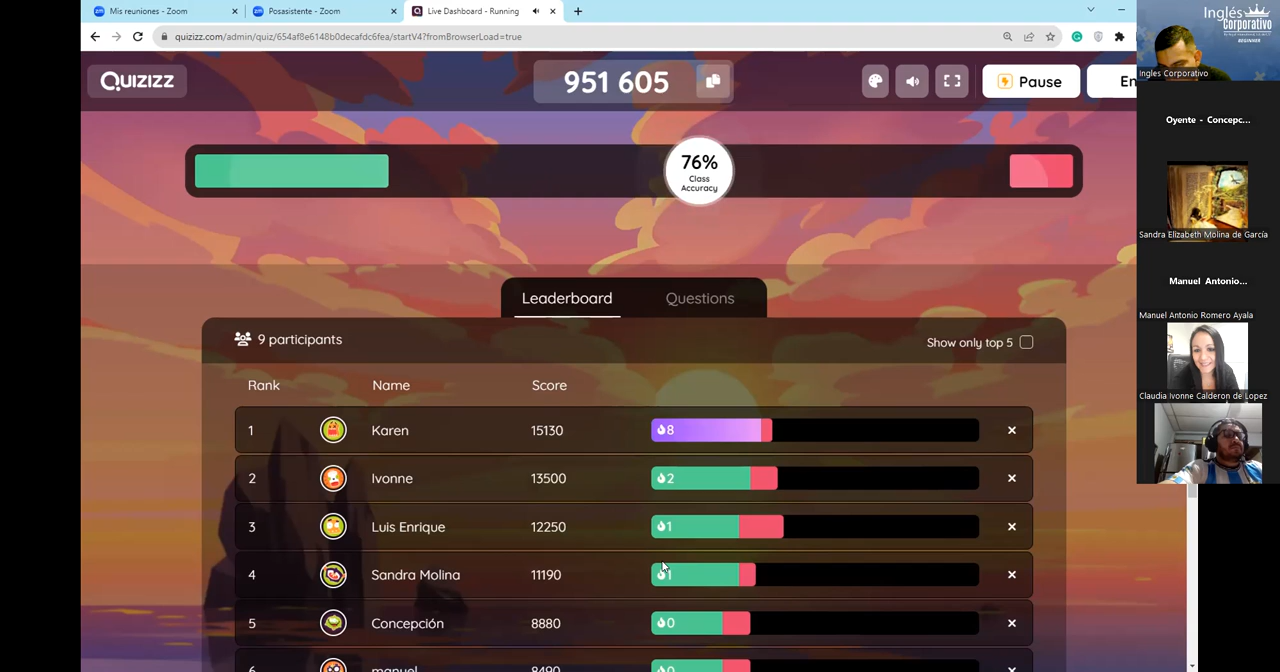 Mis reuniones - Zoom
Posasistente - Zoom
Live Dashboard - Running
quizizz.com/admin/quiz/654af8e6148b0decafdc6fea/startV4?fromBrowserLoad=true
QUIZIZZ
951 605
Pause
En
76%
Class
Accuracy
Leaderboard
Questions
9 participants
Show only top 5
Rank Name Score
1 Karen 15130 8
2 Ivonne 13500 2
3 Luis Enrique 12250 1
4 Sandra Molina 11190 1
5 Concepción 8880 0
6 manuel 8490 0
Inglés
Corporativo
BEGINNER
Ingles Corporativo
Oyente - Concepc...
Sandra Elizabeth Molina de García
Manuel Antonio...
Manuel Antonio Romero Ayala
Claudia Ivonne Calderon de Lopez